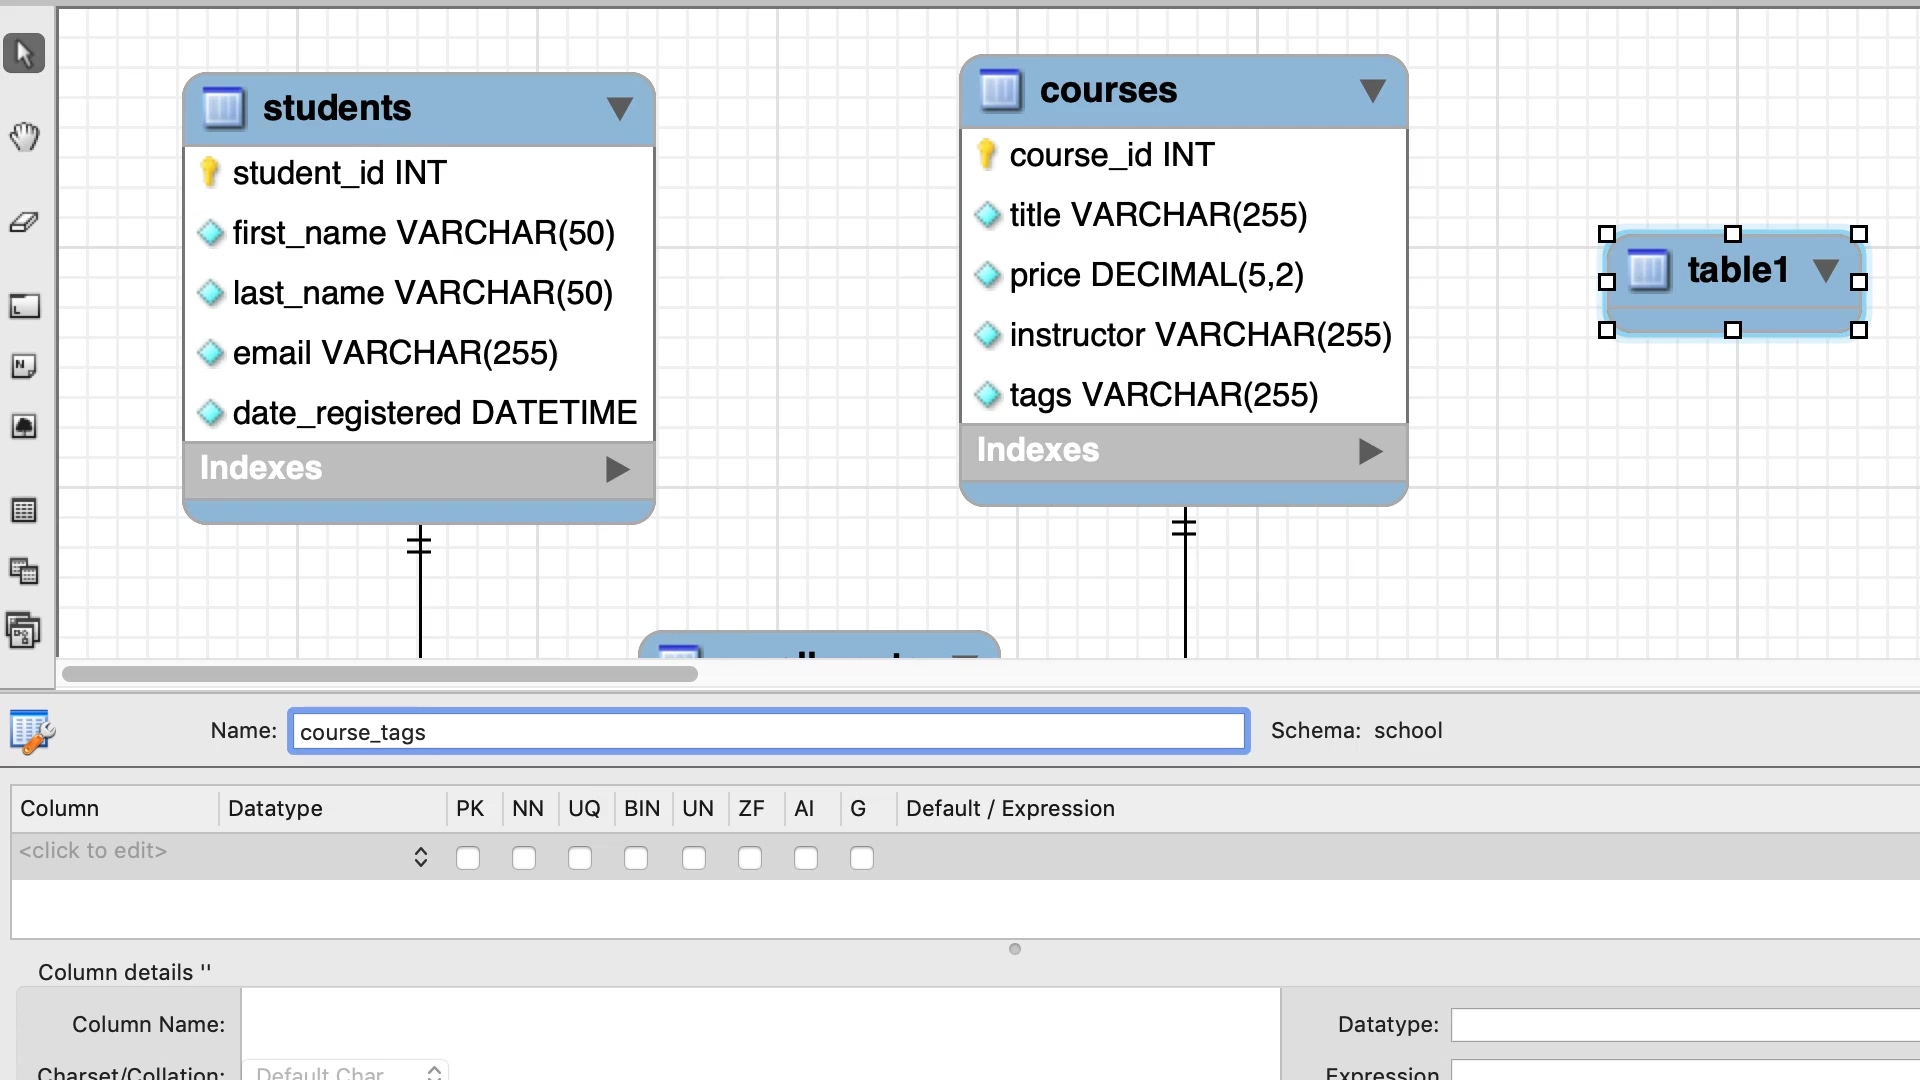 students
student_id INT
first_name VARCHAR(50)
last_name VARCHAR(50)
email VARCHAR(255)
date_registered DATETIME
Indexes
courses
course_id INT
title VARCHAR(255)
price DECIMAL(5,2)
instructor VARCHAR(255)
tags VARCHAR(255)
Indexes
table1
Name: course_tags Schema: school
Column Datatype PK NN UQ BIN UN ZF AI G Default / Expression
<click to edit>
Column details ''
Column Name: Datatype:
Charset/Collation: Default Char Expression